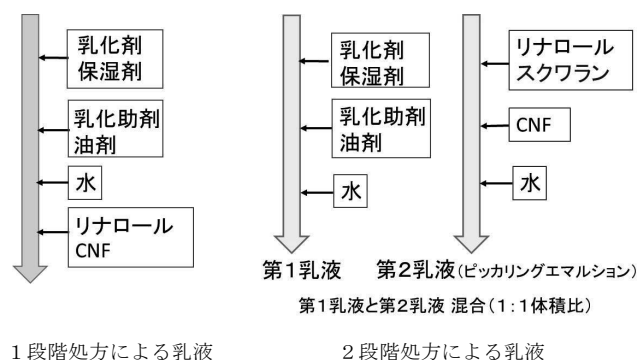 乳化剤
保湿剤
乳化助剤
油剤
水
リナロール
CNF
乳化剤
保湿剤
乳化助剤
油剤
水
リナロール
スクワラン
CNF
水
第1乳液
第2乳液(ピッカリングエマルション)
第1乳液と第2乳液 混合(1:1体積比)
1段階処方による乳液
2段階処方による乳液